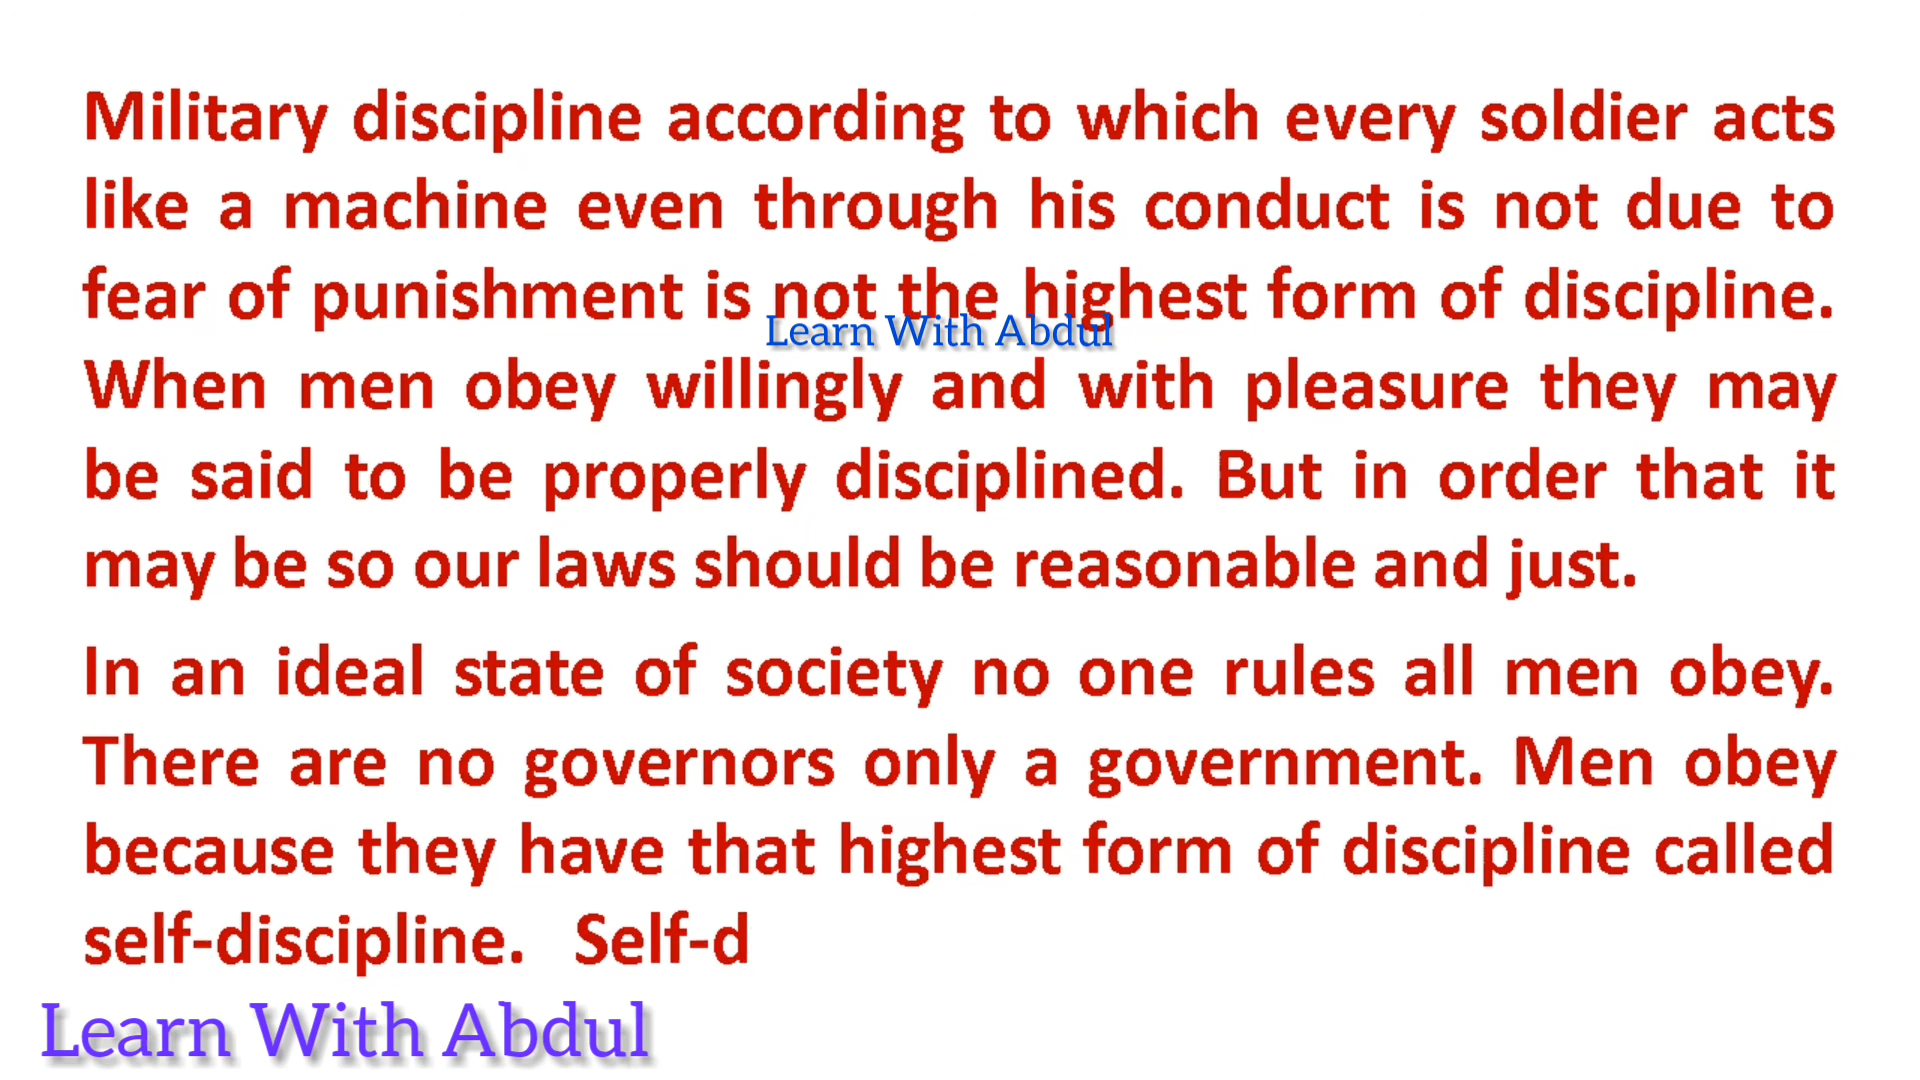 Military discipline according to which every soldier acts
like a machine even through his conduct is not due to
fear of punishment is not the highest form of discipline.
Learn With Abdul
When men obey willingly and with pleasure they may
be said to be properly disciplined. But in order that it
may be so our laws should be reasonable and just.
In an ideal state of society no one rules all men obey.
There are no governors only a government. Men obey
because they have that highest form of discipline called
self-discipline. Self-d
Learn With Abdul